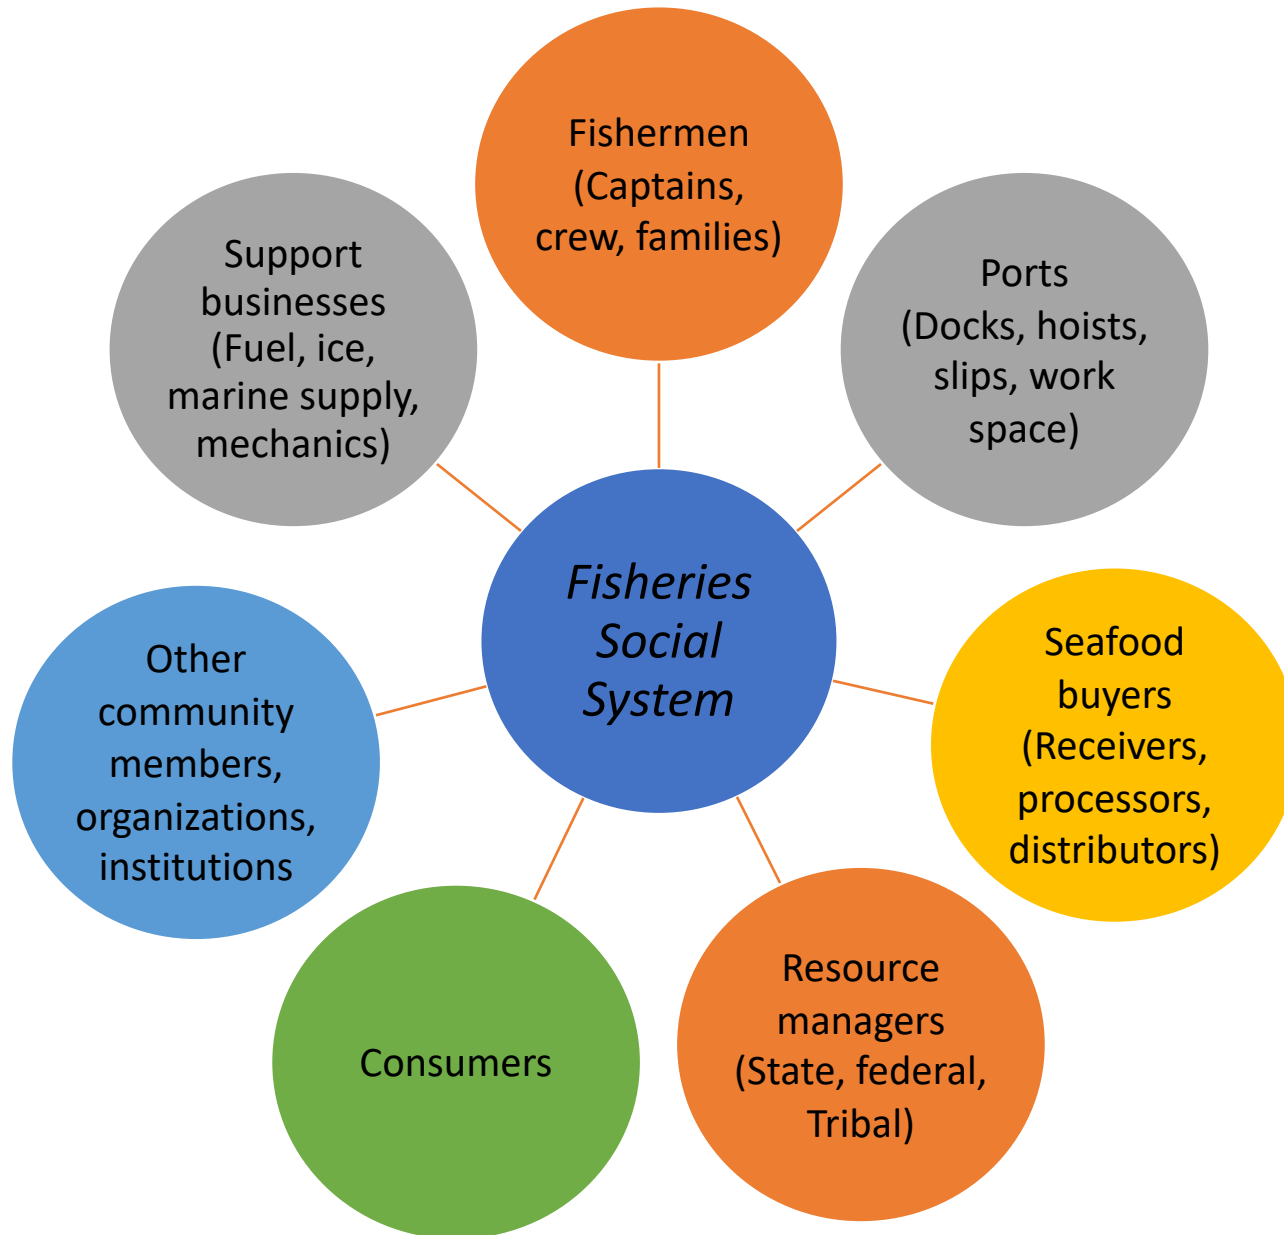 Fishermen
(Captains,
crew, families)
Support
businesses
(Fuel, ice,
marine supply,
mechanics)
Ports
(Docks, hoists,
slips, work
space)
Fisheries
Social
System
Other
community
members,
organizations,
institutions
Seafood
buyers
(Receivers,
processors,
distributors)
Consumers
Resource
managers
(State, federal,
Tribal)